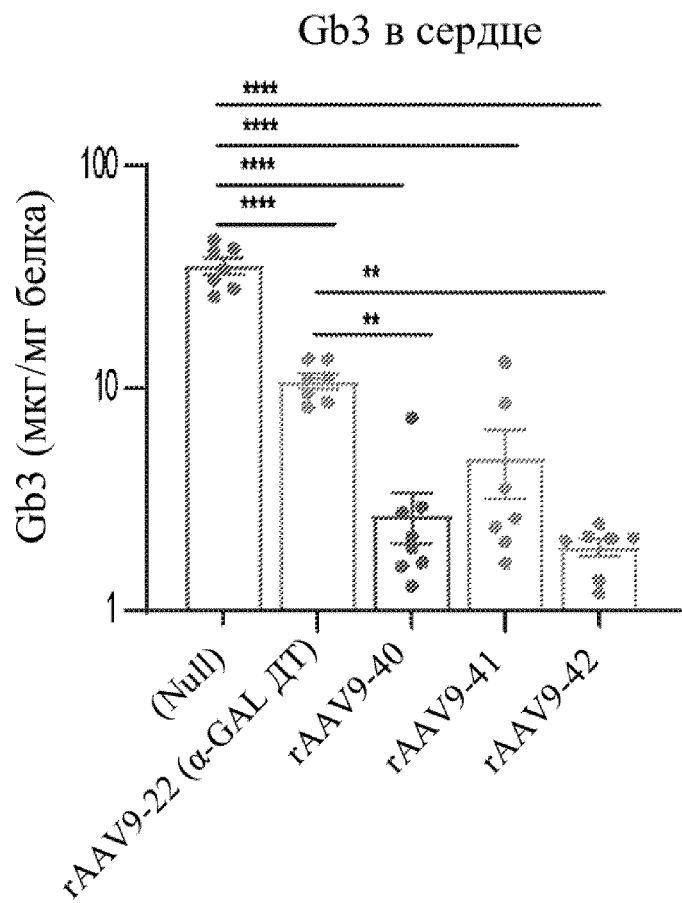 Gb3 в сердце
****
****
100
****
****
**
**
10
1
Gb3 (мкг/мг белка)
(Null)
rAAV9-22 (α-GAL ДТ)
rAAV9-40
rAAV9-41
rAAV9-42